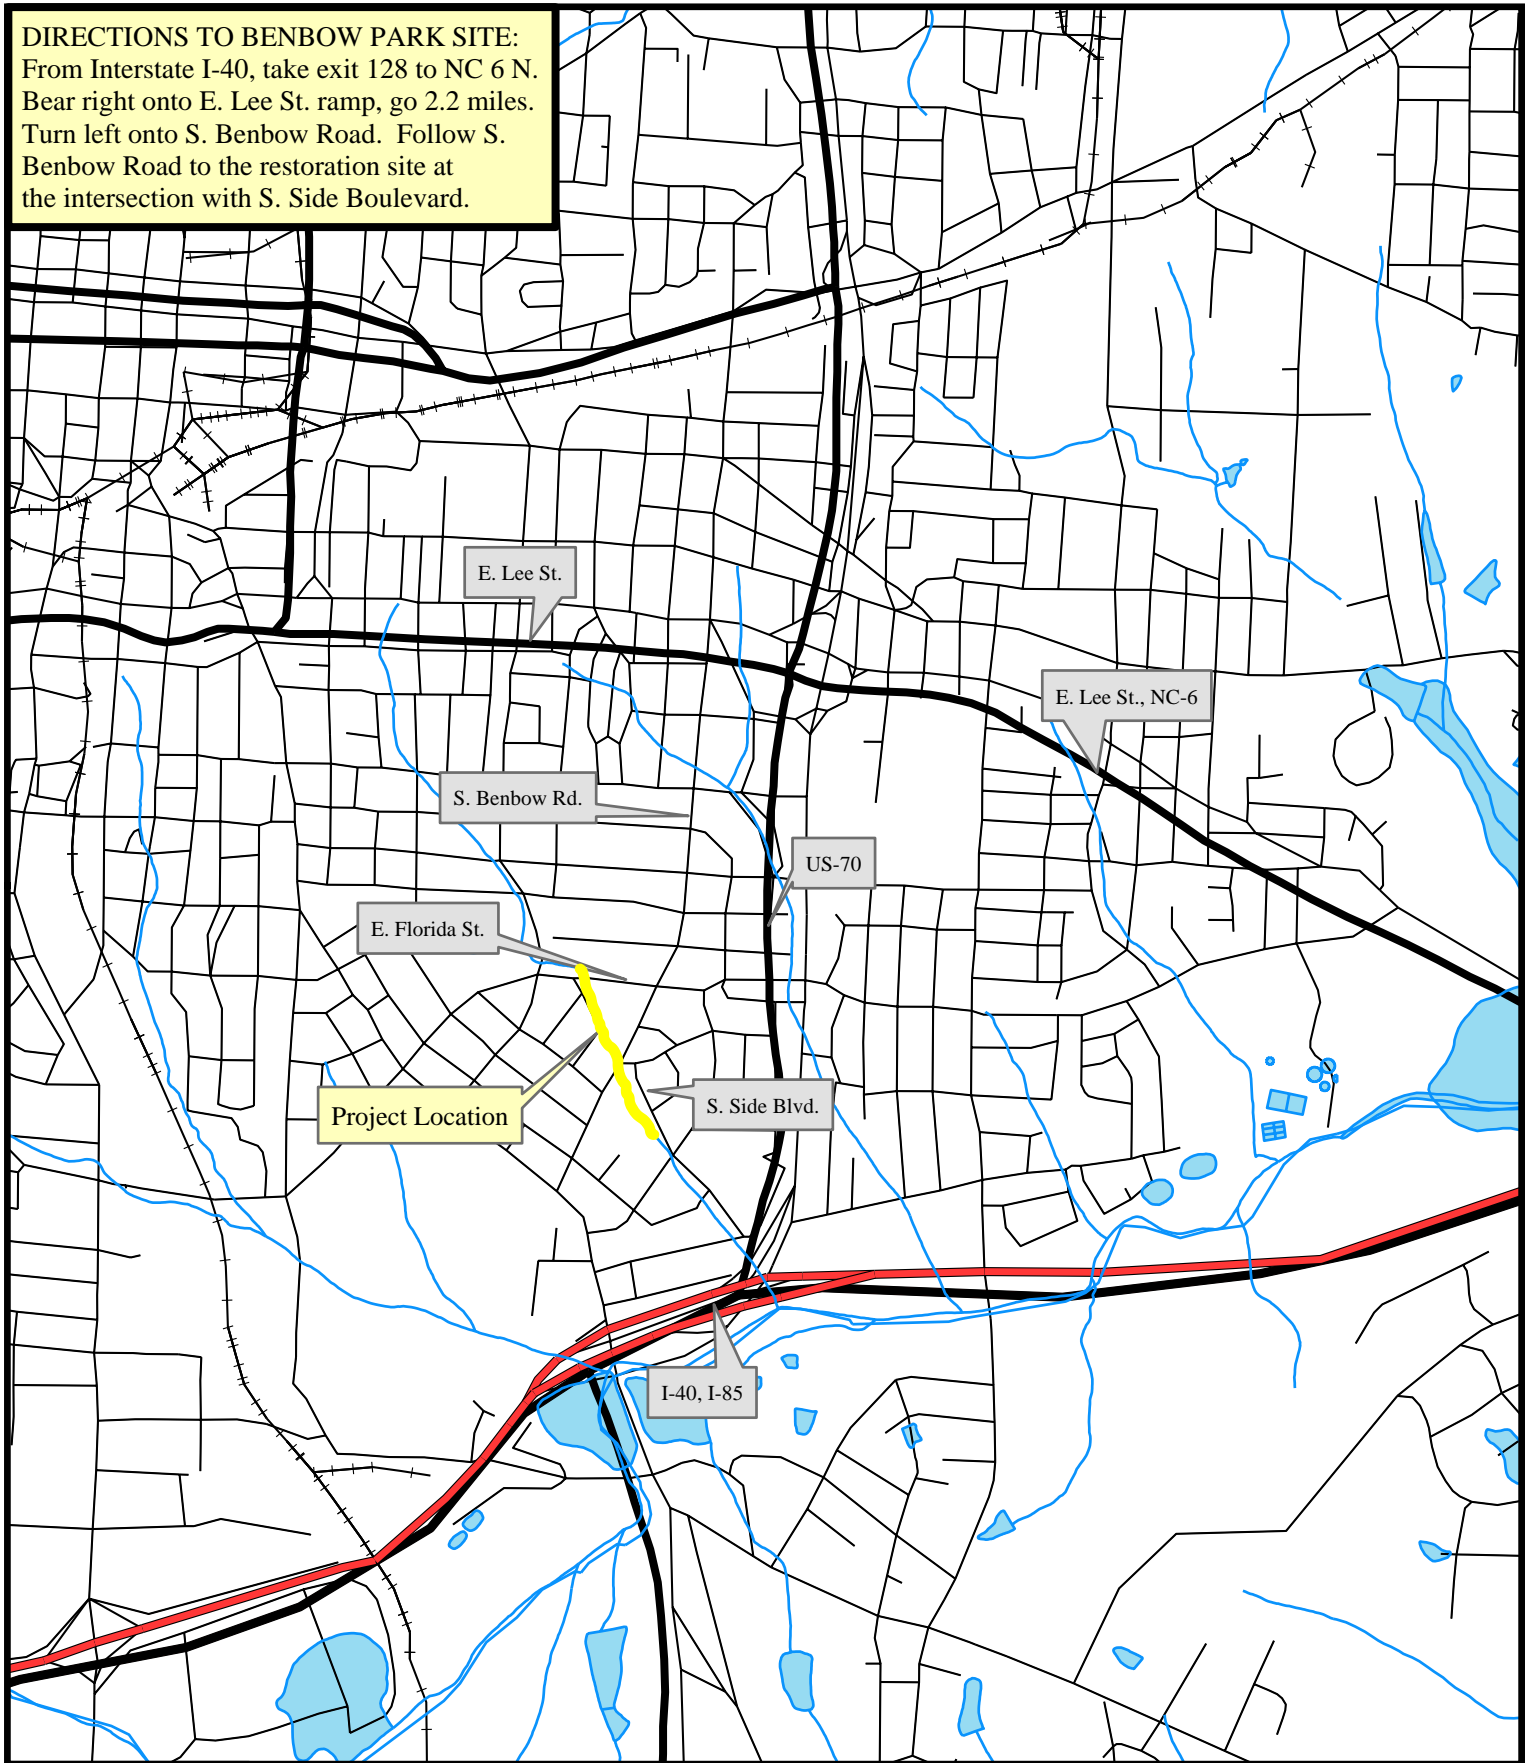 DIRECTIONS TO BENBOW PARK SITE:
From Interstate I-40, take exit 128 to NC 6 N.
Bear right onto E. Lee St. ramp, go 2.2 miles.
Turn left onto S. Benbow Road.  Follow S.
Benbow Road to the restoration site at
the intersection with S. Side Boulevard.
E. Lee St.
E. Lee St., NC-6
S. Benbow Rd.
US-70
E. Florida St.
Project Location
S. Side Blvd.
I-40, I-85